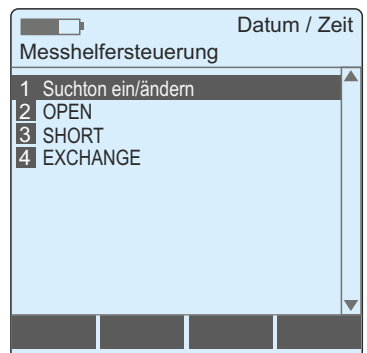 Datum / Zeit
Messhelfersteuerung
1 Suchton ein/ändern
2 OPEN
3 SHORT
4 EXCHANGE